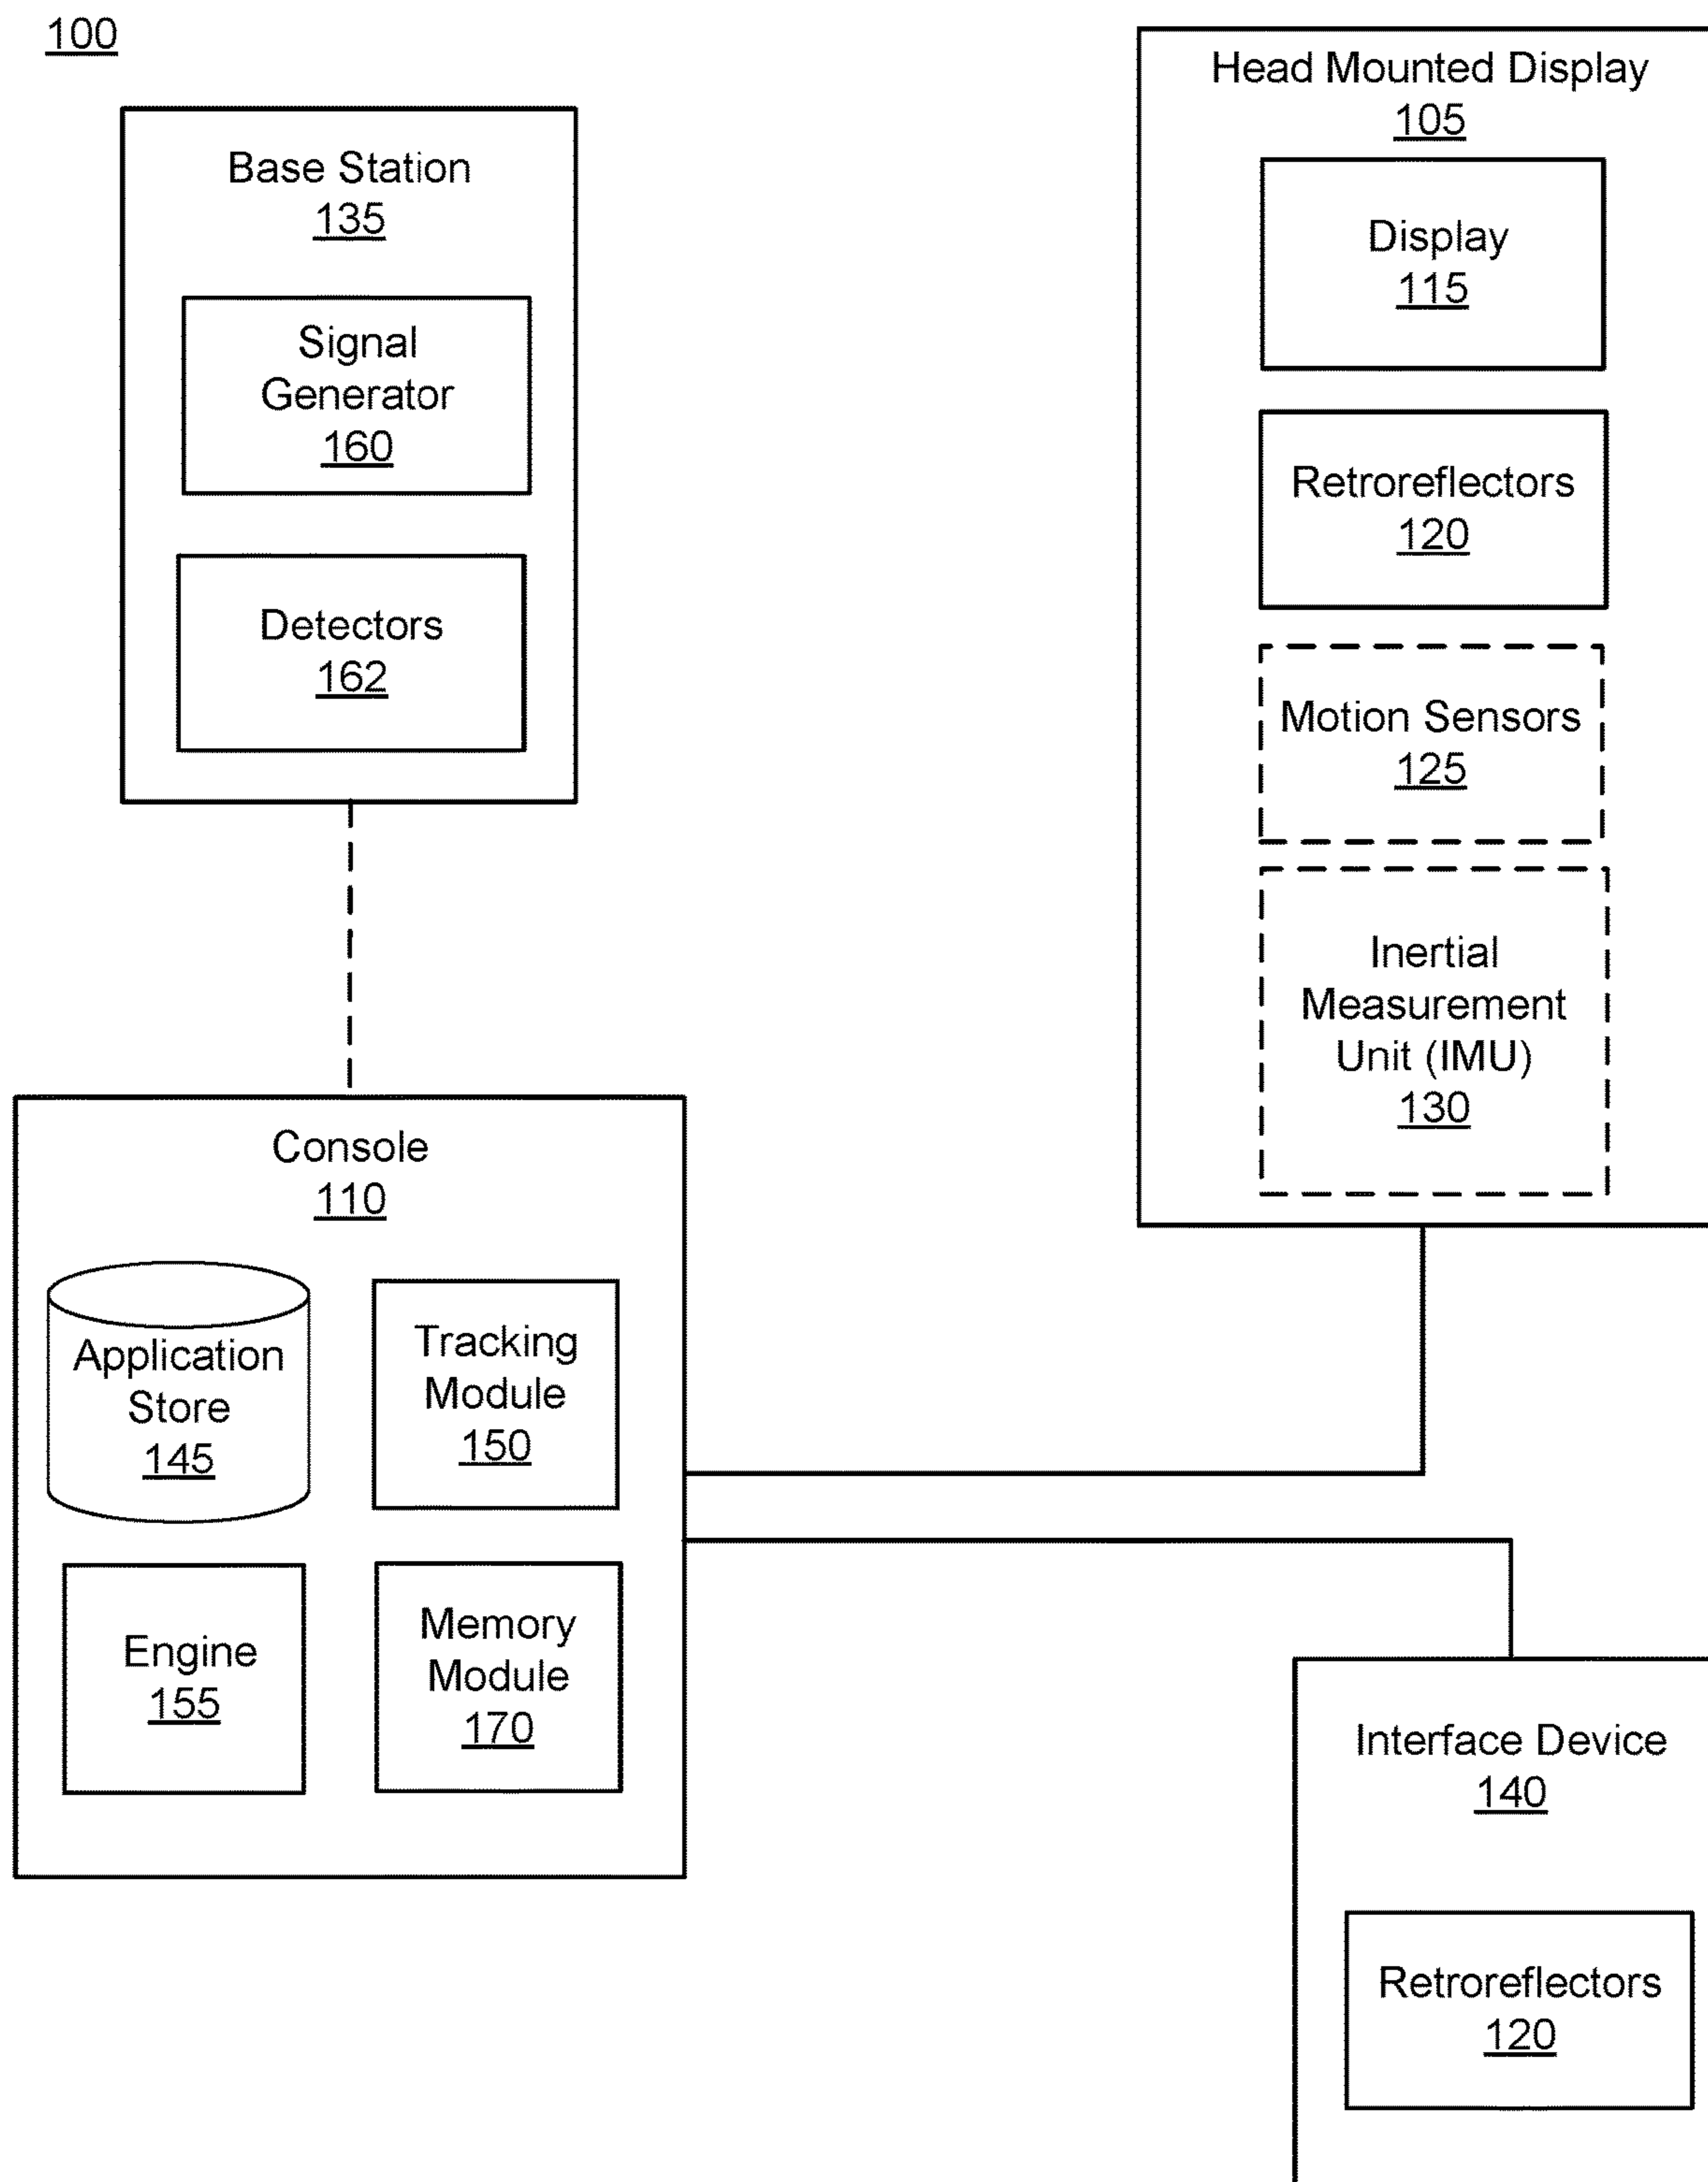 100
Base Station
135
Signal
Generator
160
Detectors
162
Head Mounted Display
105
Display
115
Retroreflectors
120
Motion Sensors
125
Inertial
Measurement
Unit (IMU)
130
Console
110
Application
Store
145
Tracking
Module
150
Engine
155
Memory
Module
170
Interface Device
140
Retroreflectors
120